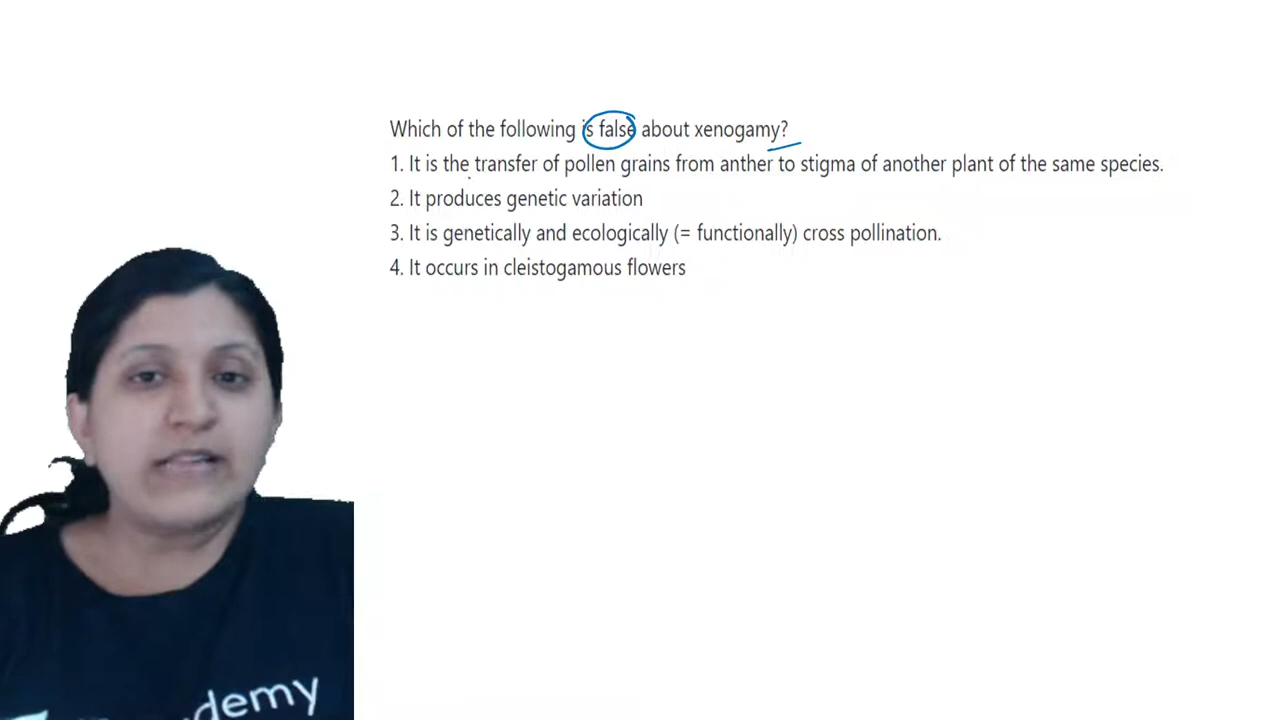 Which of the following is false about xenogamy?
1. It is the transfer of pollen grains from anther to stigma of another plant of the same species.
2. It produces genetic variation
3. It is genetically and ecologically (= functionally) cross pollination.
4. It occurs in cleistogamous flowers